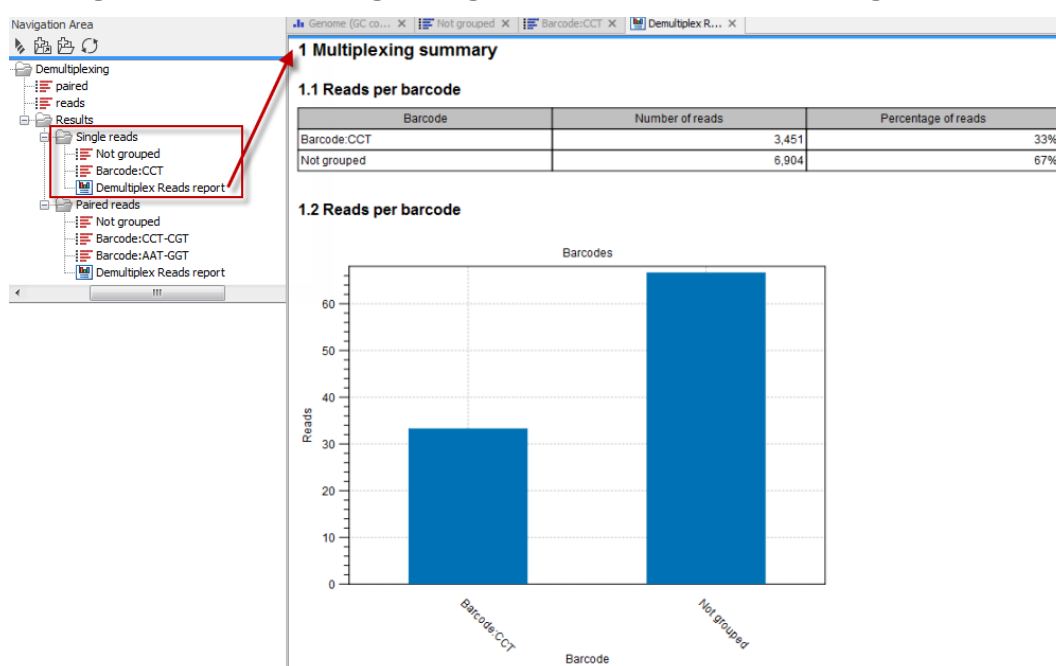 Navigation Area
Demultiplexing
paired
reads
Results
Single reads
Not grouped
Barcode:CCT
Demultiplex Reads report
Paired reads
Not grouped
Barcode:CCT-CGT
Barcode:AAT-GGT
Demultiplex Reads report
Genome (GC co... Not grouped Barcode:CCT Demultiplex R...
1 Multiplexing summary
1.1 Reads per barcode
Barcode Number of reads Percentage of reads
Barcode:CCT 3,451 33%
Not grouped 6,904 67%
1.2 Reads per barcode
Barcodes
60
50
40
30
20
10
0
Reads
Barcode:CCT
Not grouped
Barcode